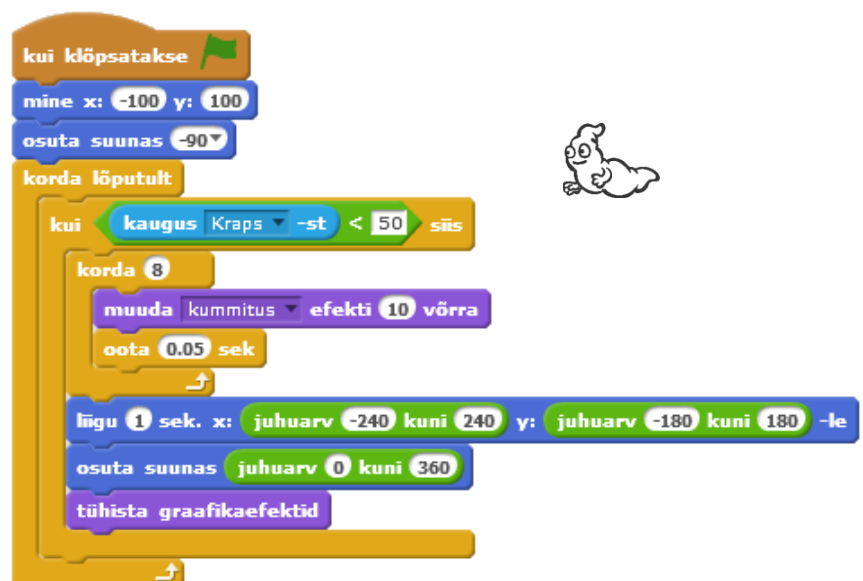 kui klõpsatakse
mine x: -100 y: 100
osuta suunas -90
korda lõputult
kui kaugus Kraps -st < 50 siis
korda 8
muuda kummitus efekti 10 võrra
oota 0.05 sek
liigu 1 sek. x: juhuarv -240 kuni 240 y: juhuarv -180 kuni 180 -le
osuta suunas juhuarv 0 kuni 360
tühista graafikaefektid